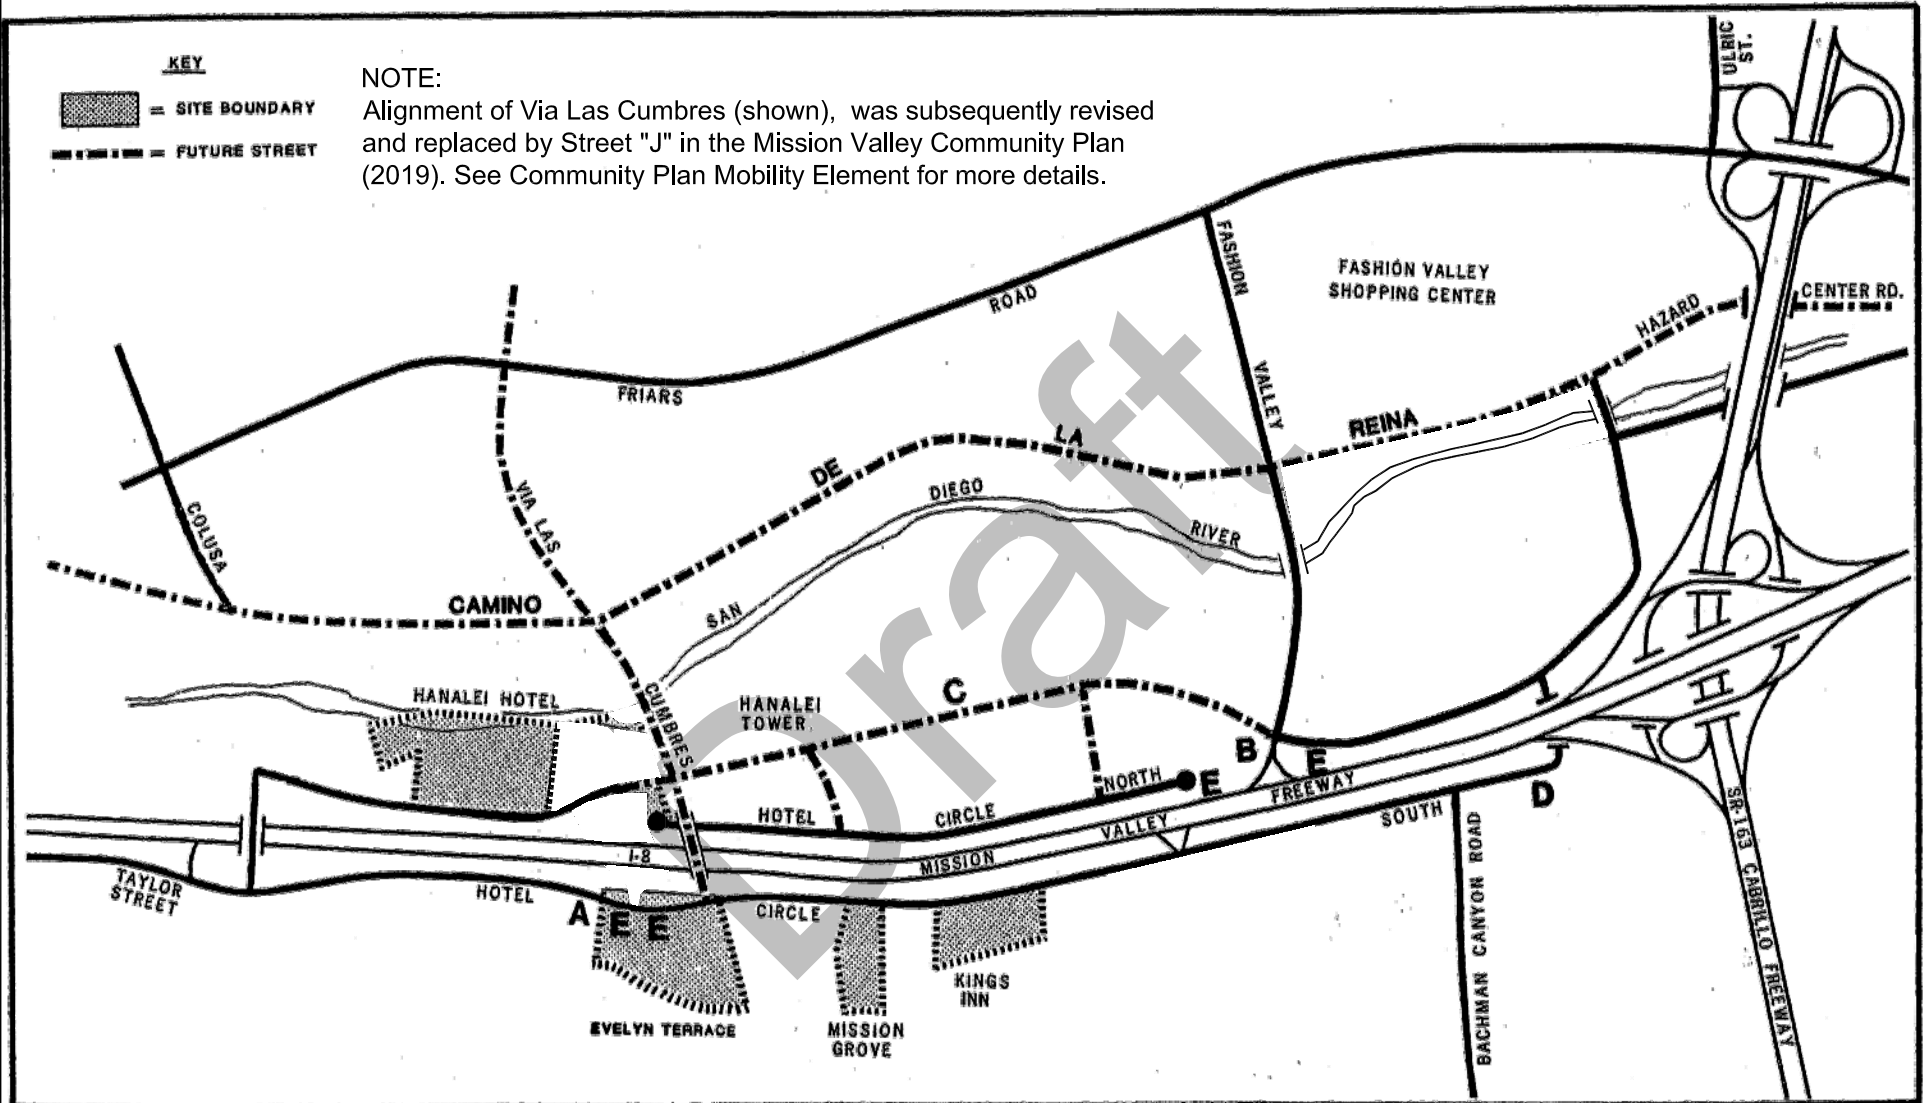 KEY
= SITE BOUNDARY
= FUTURE STREET
NOTE:
Alignment of Via Las Cumbres (shown), was subsequently revised
and replaced by Street "J" in the Mission Valley Community Plan
(2019). See Community Plan Mobility Element for more details.
ULRIC
ST.
FASHION
VALLEY
FASHION VALLEY
SHOPPING CENTER
HAZARD
CENTER RD.
FRIARS
ROAD
COLUSA
VIA LAS
CUMBRES
CAMINO
DE
LA
REINA
SAN
DIEGO
RIVER
Draft
HANALEI HOTEL
HANALEI
TOWER
C
B
E
E
E
NORTH
HOTEL
CIRCLE
I-8
MISSION
VALLEY
FREEWAY
SOUTH
D
TAYLOR
STREET
HOTEL
A
E
E
CIRCLE
EVELYN TERRACE
MISSION
GROVE
KINGS
INN
BACHMAN CANYON ROAD
SR-163 CABRILLO FREEWAY